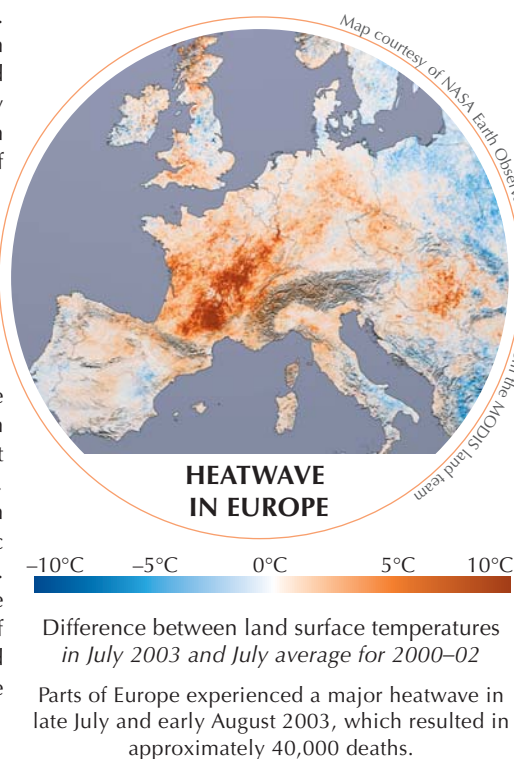 Map courtesy of NASA Earth Observ
m the MODIS land team
HEATWAVE
IN EUROPE
–10°C –5°C 0°C 5°C 10°C
Difference between land surface temperatures
in July 2003 and July average for 2000–02
Parts of Europe experienced a major heatwave in
late July and early August 2003, which resulted in
approximately 40,000 deaths.